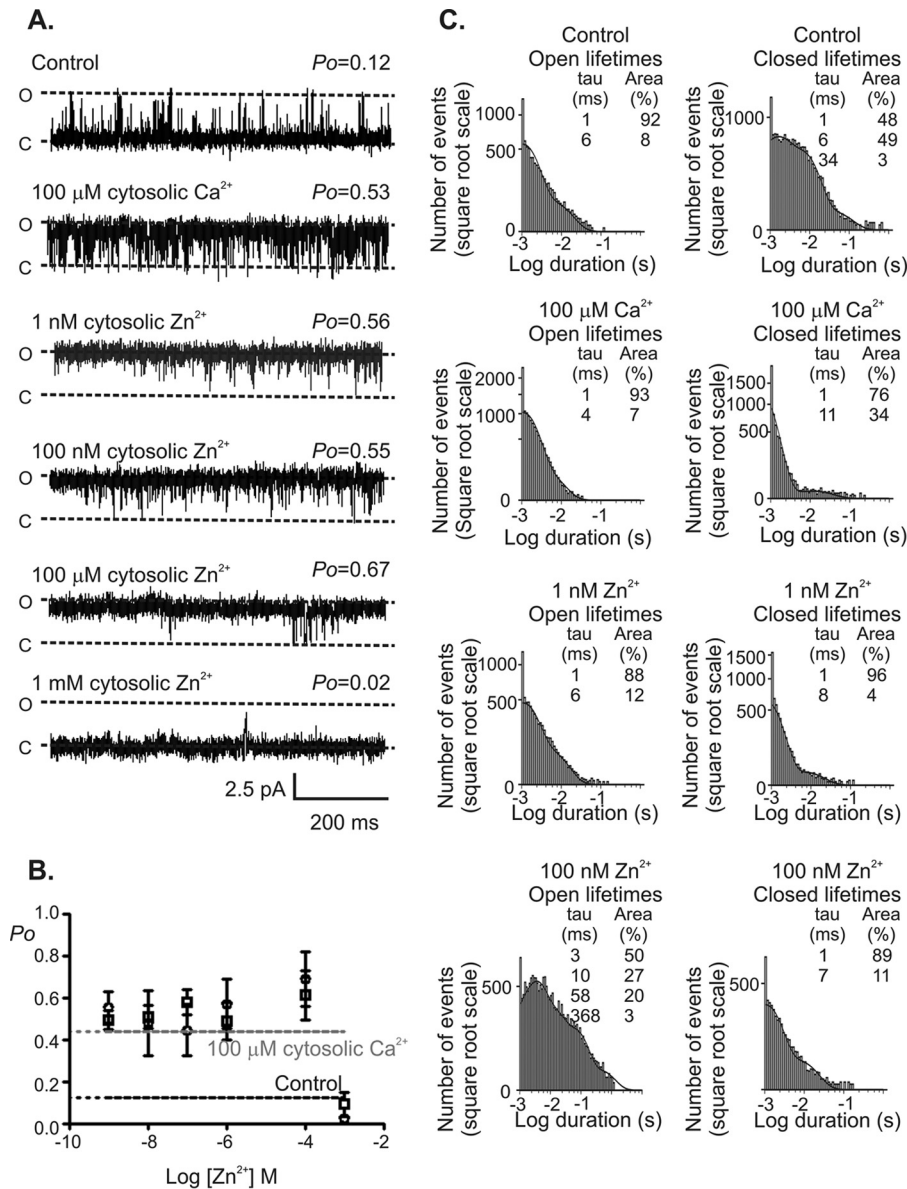 A.
Control Po=0.12
O
C
100 μM cytosolic Ca²⁺ Po=0.53
O
C
1 nM cytosolic Zn²⁺ Po=0.56
O
C
100 nM cytosolic Zn²⁺ Po=0.55
O
C
100 μM cytosolic Zn²⁺ Po=0.67
O
C
1 mM cytosolic Zn²⁺ Po=0.02
O
C
2.5 pA
200 ms
B.
Po
1.0
0.8
0.6
0.4
0.2
0.0
100 μM cytosolic Ca²⁺
Control
-10 -8 -6 -4 -2
Log [Zn²⁺] M
C.
Control
Open lifetimes
tau Area
(ms) (%)
1 92
6 8
Number of events
(square root scale)
1000
500
0
-3 -2 -1
Log duration (s)
Control
Closed lifetimes
tau Area
(ms) (%)
1 48
6 49
34 3
Number of events
(square root scale)
1000
0
-3 -2 -1
Log duration (s)
100 μM Ca²⁺
Open lifetimes
tau Area
(ms) (%)
1 93
4 7
Number of events
(Square root scale)
2000
1000
0
-3 -2 -1
Log duration (s)
100 μM Ca²⁺
Closed lifetimes
tau Area
(ms) (%)
1 76
11 34
Number of events
(square root scale)
1500
1000
500
0
-3 -2 -1
Log duration (s)
1 nM Zn²⁺
Open lifetimes
tau Area
(ms) (%)
1 88
6 12
Number of events
(square root scale)
1000
500
0
-3 -2 -1
Log duration (s)
1 nM Zn²⁺
Closed lifetimes
tau Area
(ms) (%)
1 96
8 4
Number of events
(square root scale)
1500
500
0
-3 -2 -1
Log duration (s)
100 nM Zn²⁺
Open lifetimes
tau Area
(ms) (%)
3 50
10 27
58 20
368 3
Number of events
(square root scale)
500
0
-3 -2 -1 0
Log duration (s)
100 nM Zn²⁺
Closed lifetimes
tau Area
(ms) (%)
1 89
7 11
Number of events
(square root scale)
500
0
-3 -2 -1 0
Log duration (s)